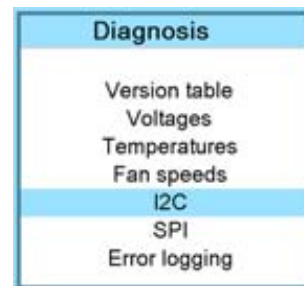 Diagnosis
Version table
Voltages
Temperatures
Fan speeds
I2C
SPI
Error logging